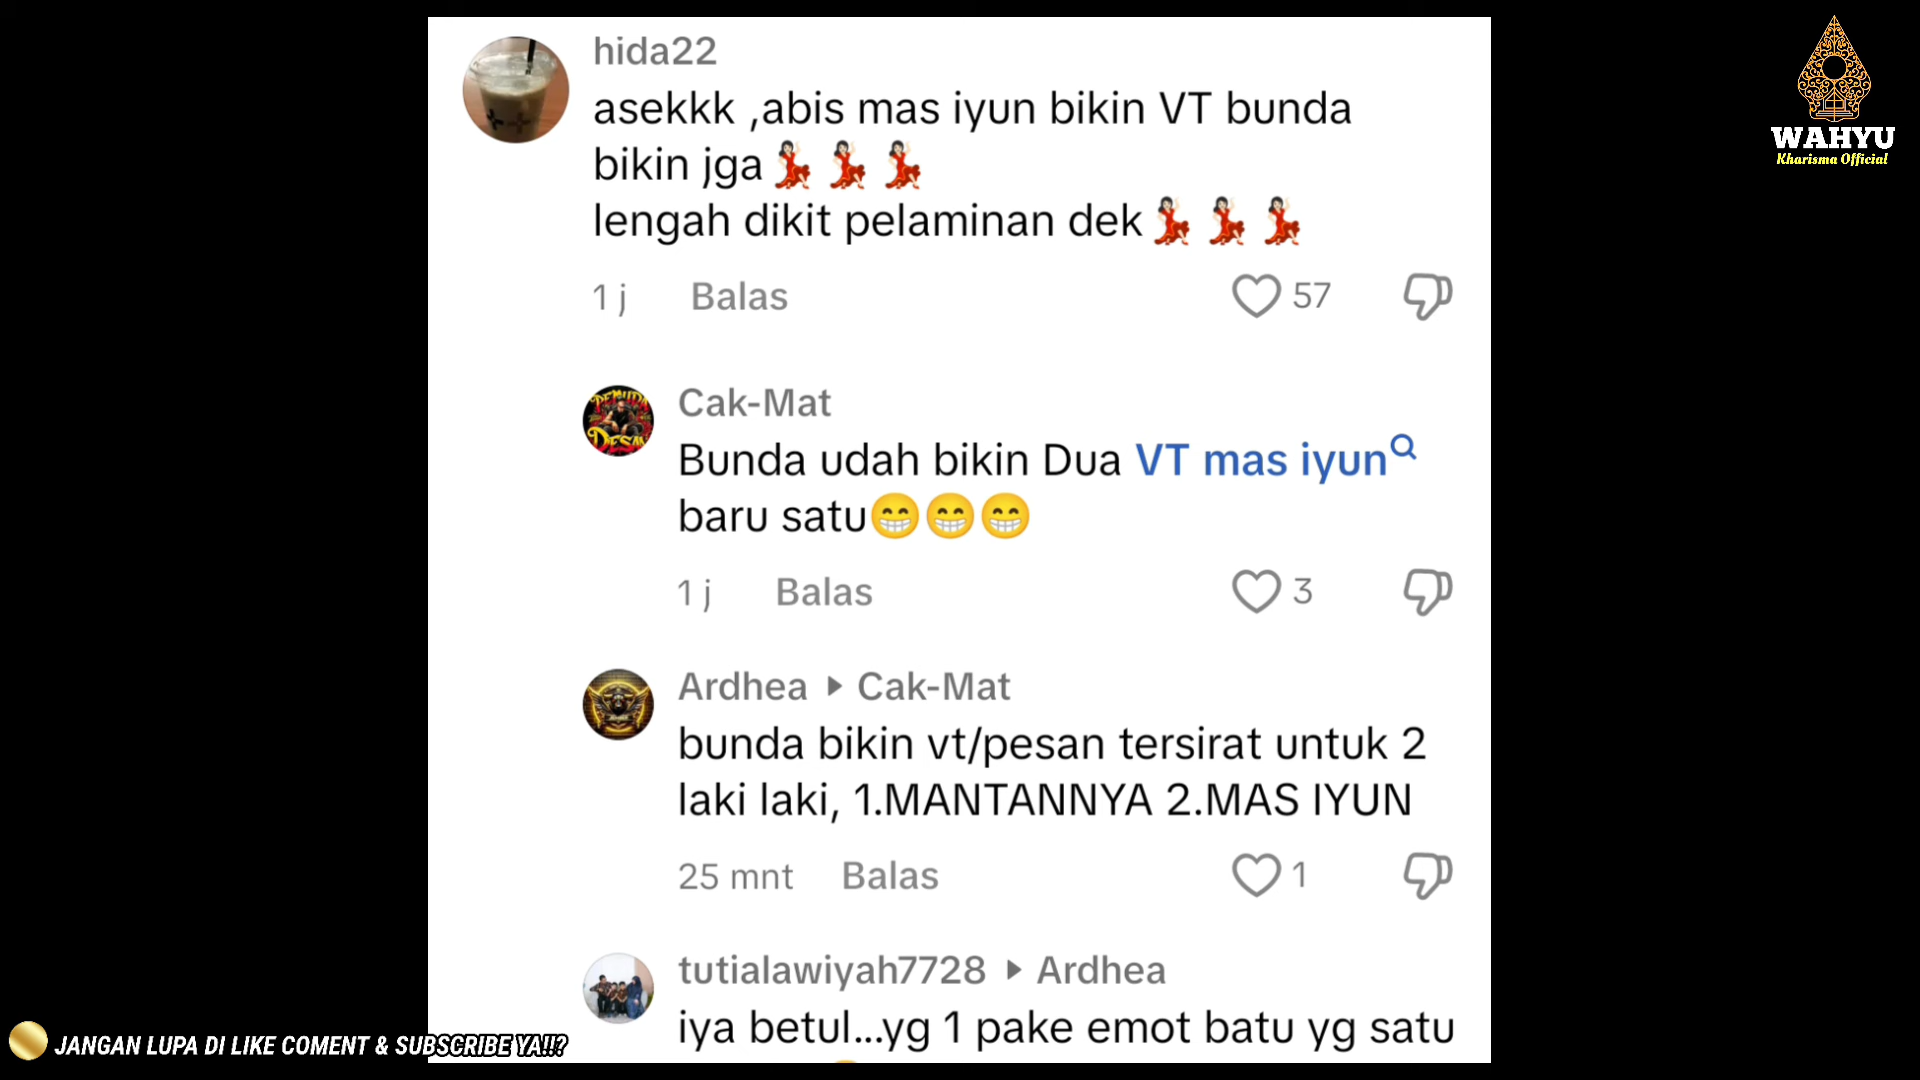 hida22
asekkk ,abis mas iyun bikin VT bunda
bikin jga💃🏻💃🏻💃🏻
lengah dikit pelaminan dek💃🏻💃🏻💃🏻
1 j Balas 57
Cak-Mat
Bunda udah bikin Dua VT mas iyun
baru satu😁😁😁
1 j Balas 3
Ardhea ▸ Cak-Mat
bunda bikin vt/pesan tersirat untuk 2
laki laki, 1.MANTANNYA 2.MAS IYUN
25 mnt Balas 1
tutialawiyah7728 ▸ Ardhea
iya betul...yg 1 pake emot batu yg satu
WAHYU
Kharisma Official
JANGAN LUPA DI LIKE COMENT & SUBSCRIBE YA!!?